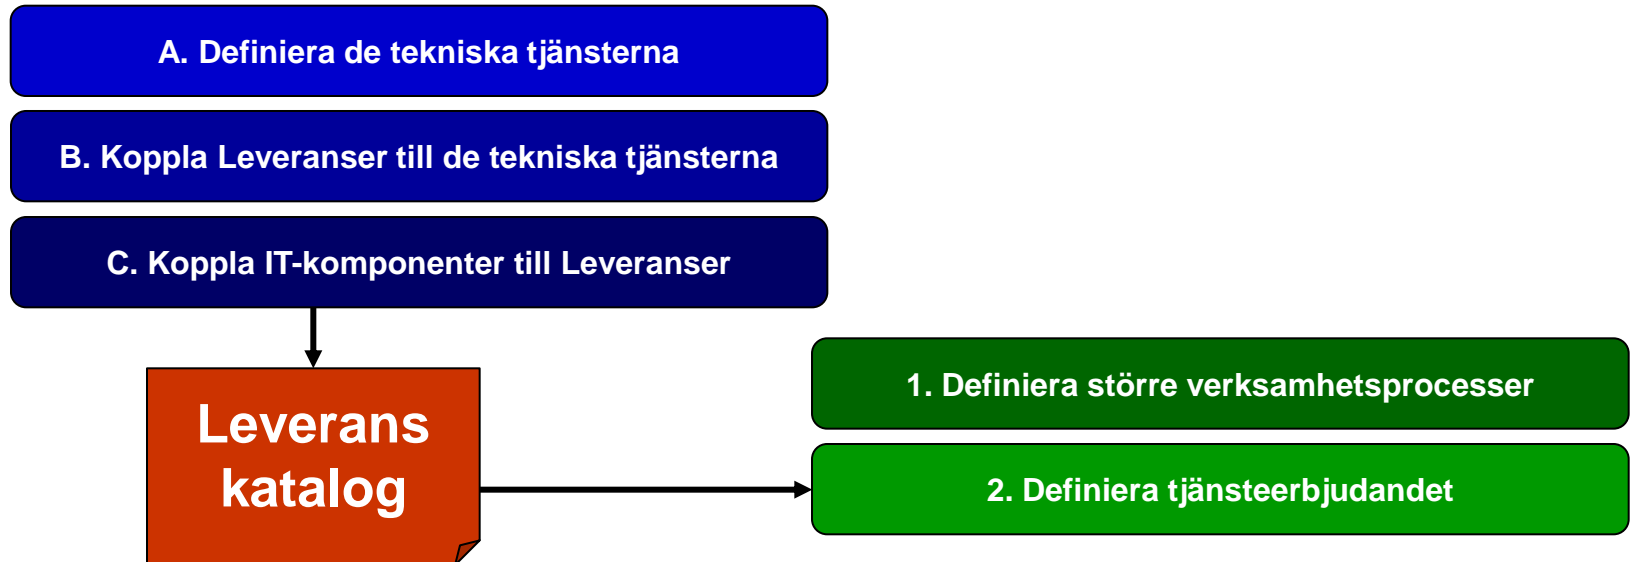 A. Definiera de tekniska tjänsterna
B. Koppla Leveranser till de tekniska tjänsterna
C. Koppla IT-komponenter till Leveranser
Leverans
katalog
1. Definiera större verksamhetsprocesser
2. Definiera tjänsteerbjudandet